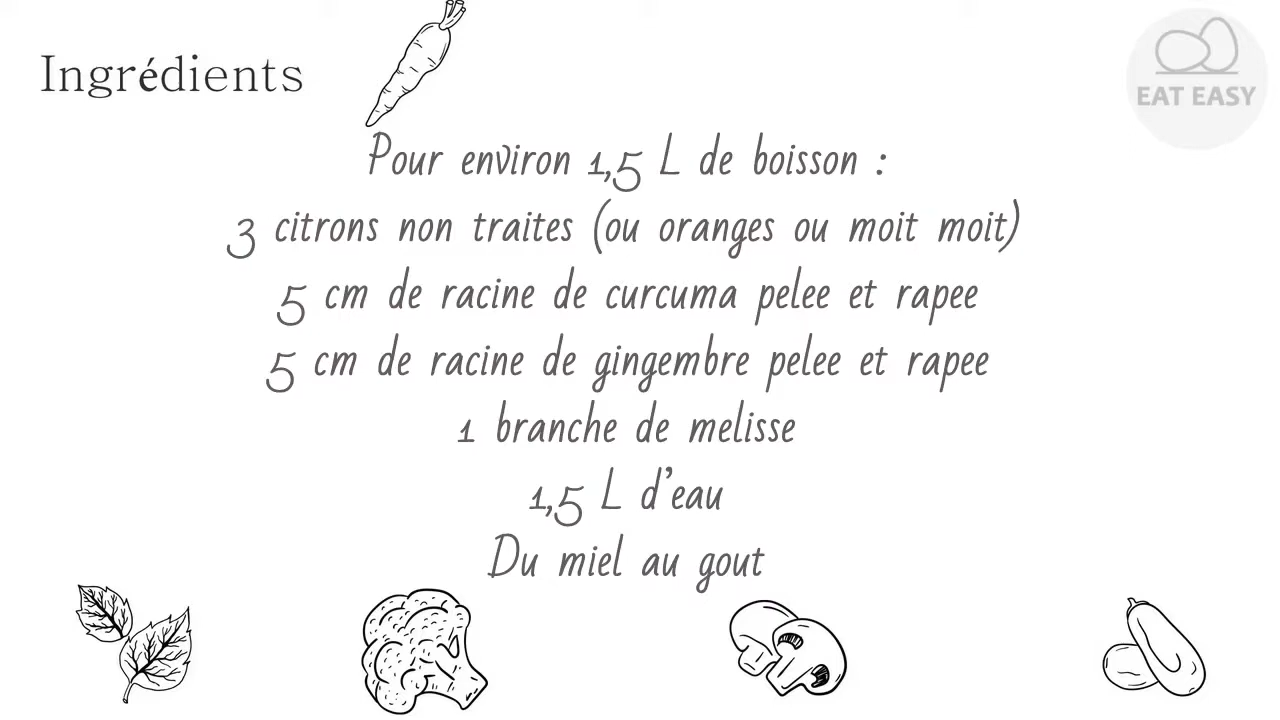 Ingrédients
EAT EASY
Pour environ 1,5 L de boisson :
3 citrons non traites (ou oranges ou moit moit)
5 cm de racine de curcuma pelee et rapee
5 cm de racine de gingembre pelee et rapee
1 branche de melisse
1,5 L d’eau
Du miel au gout